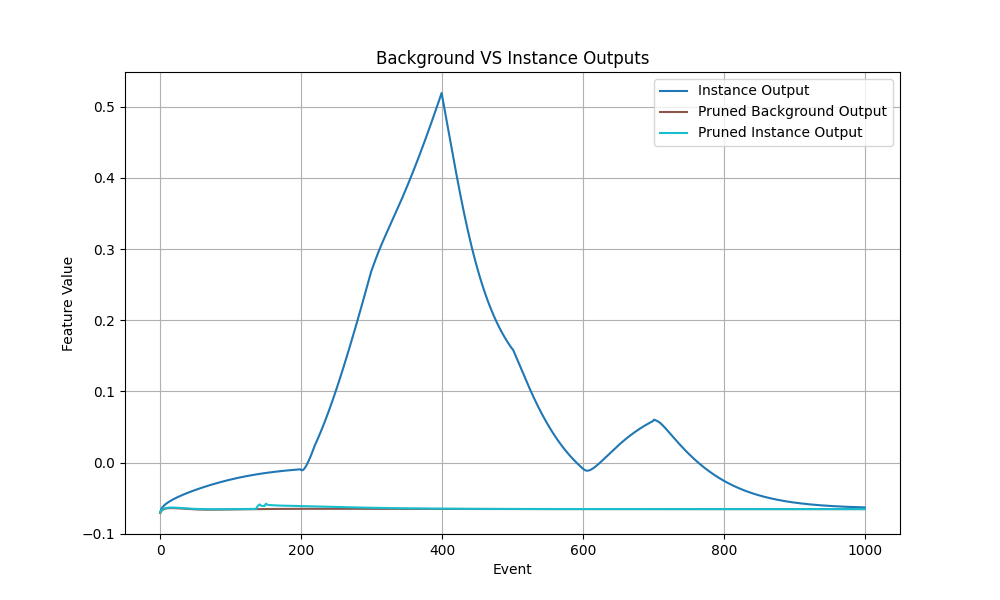 Background VS Instance Outputs
Instance Output
Pruned Background Output
Pruned Instance Output
0.5
0.4
0.3
0.2
0.1
0.0
−0.1
Feature Value
0 200 400 600 800 1000
Event